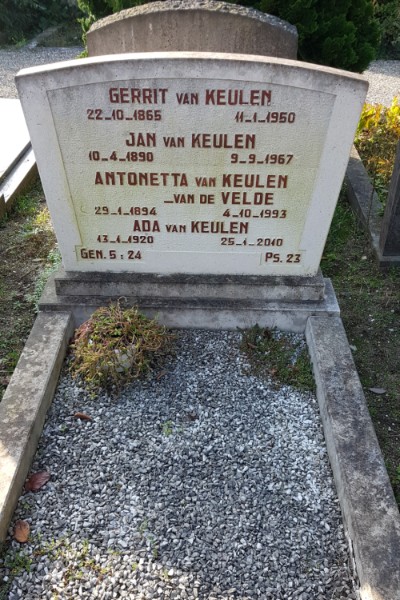 GERRIT VAN KEULEN
22-10-1865 11-1-1950
JAN VAN KEULEN
10-4-1890 9-9-1967
ANTONETTA VAN KEULEN
_VAN DE VELDE
29-1-1894 4-10-1993
ADA VAN KEULEN
13-1-1920 25-1-2010
GEN. 5 : 24 PS. 23